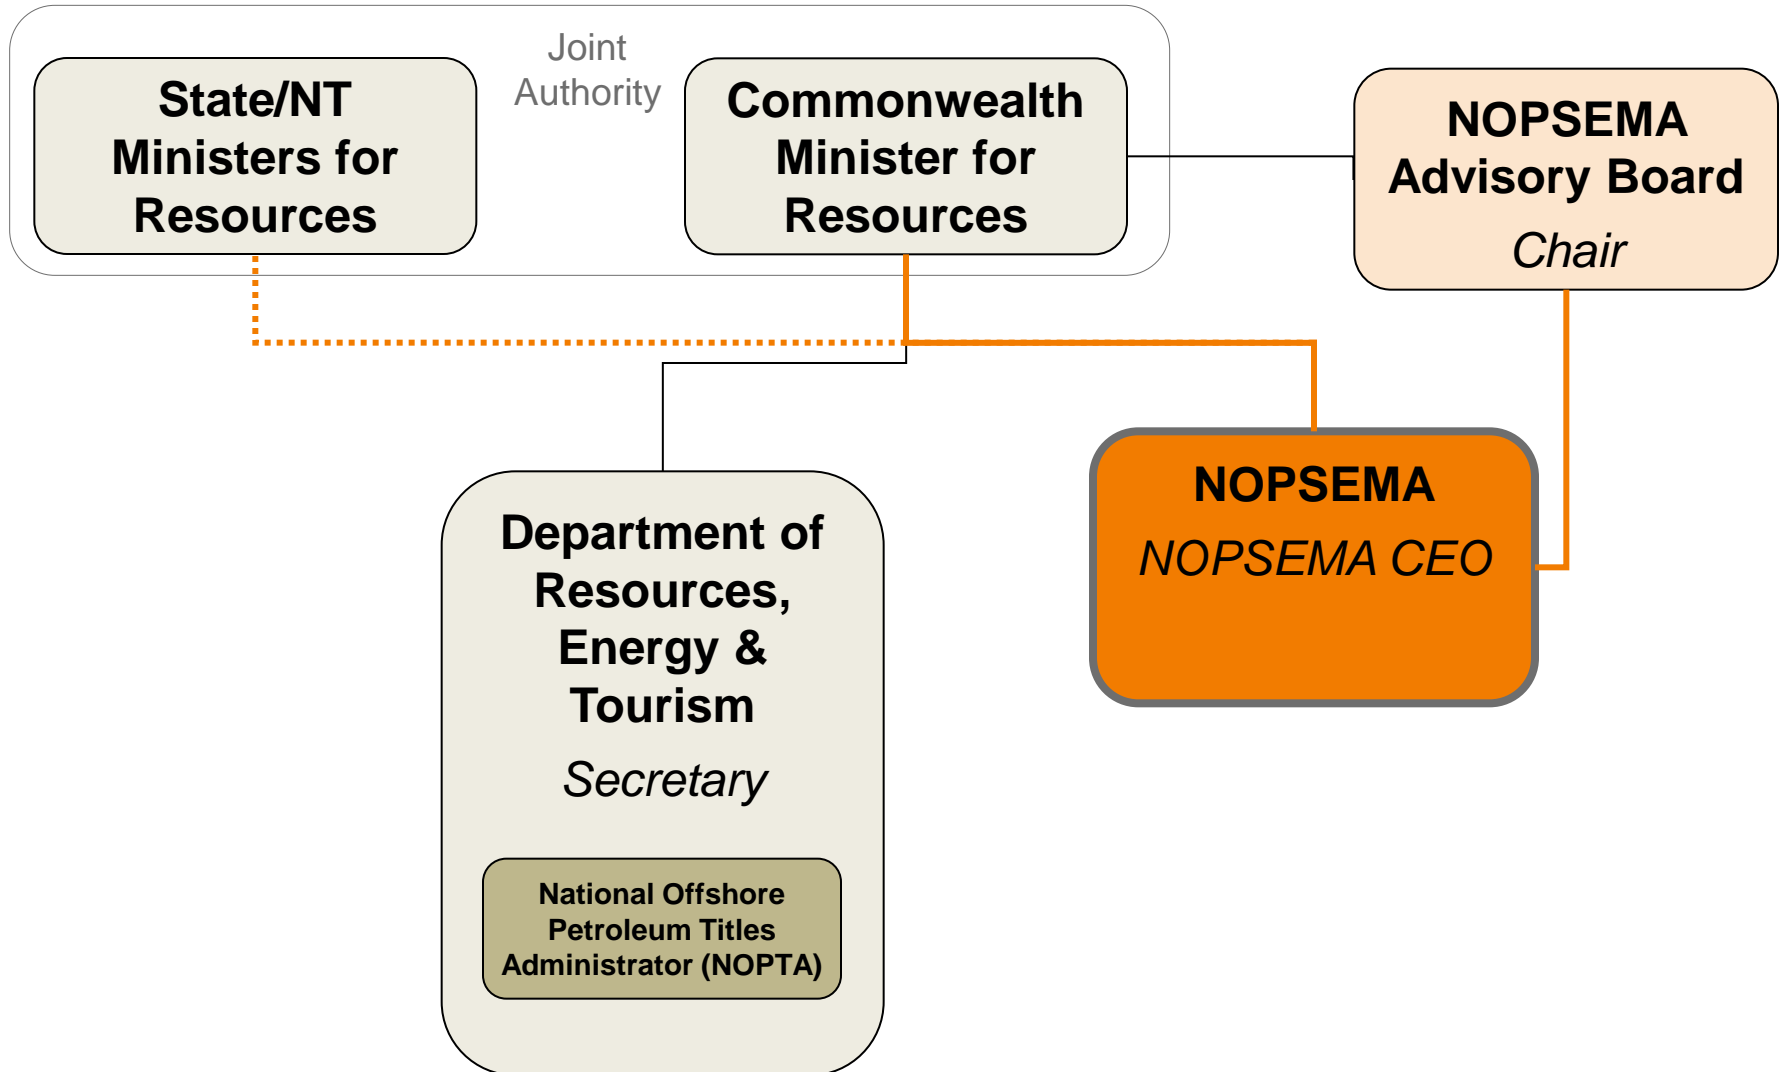 Joint
Authority
State/NT
Ministers for
Resources
Commonwealth
Minister for
Resources
NOPSEMA
Advisory Board
Chair
NOPSEMA
NOPSEMA CEO
Department of
Resources,
Energy &
Tourism
Secretary
National Offshore
Petroleum Titles
Administrator (NOPTA)